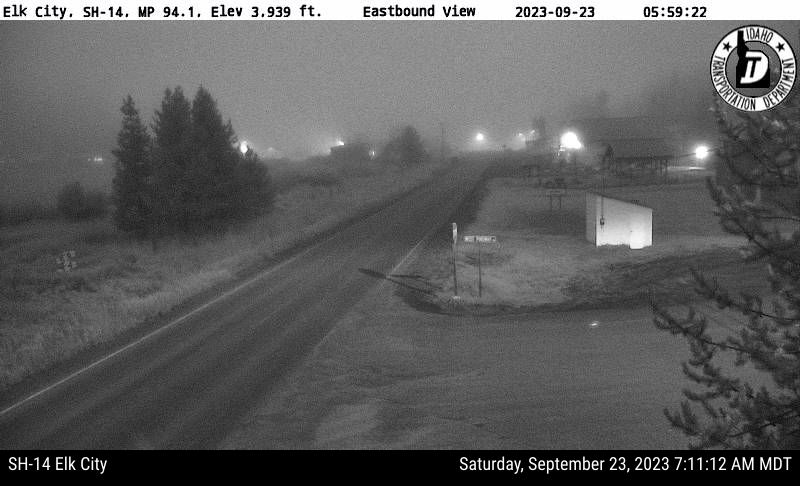 Elk City, SH-14, MP 94.1, Elev 3,939 ft. Eastbound View 2023-09-23 05:59:22
IDAHO
TRANSPORTATION DEPARTMENT
SH-14 Elk City Saturday, September 23, 2023 7:11:12 AM MDT